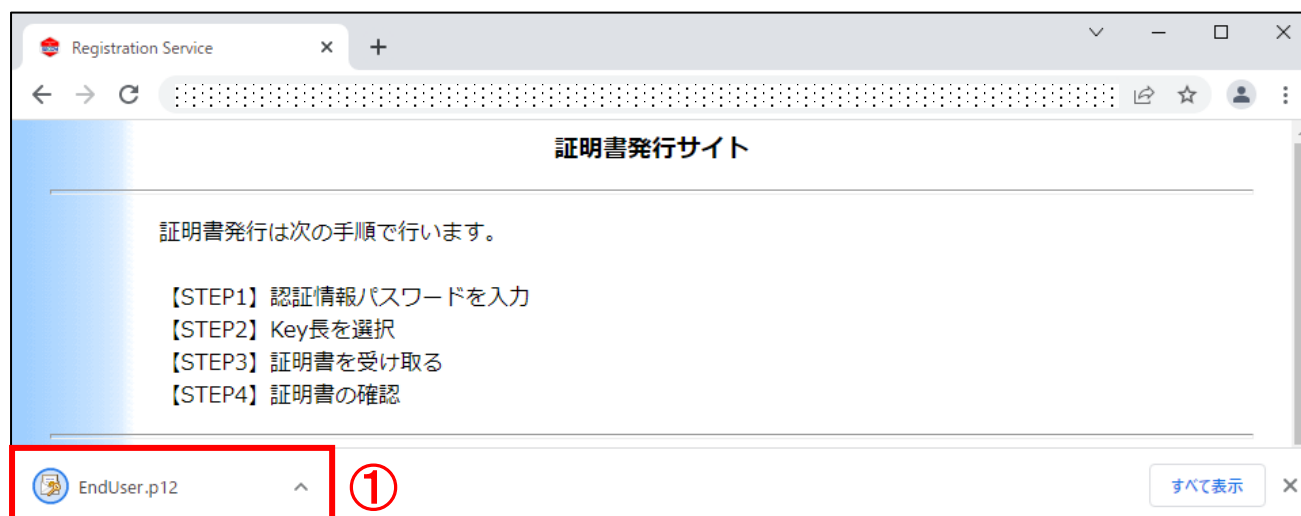 Registration Service
証明書発行サイト
証明書発行は次の手順で行います。
【STEP1】認証情報パスワードを入力
【STEP2】Key長を選択
【STEP3】証明書を受け取る
【STEP4】証明書の確認
EndUser.p12
①
すべて表示